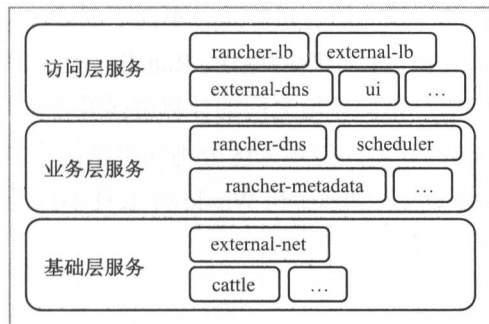 访问层服务
rancher-lb external-lb
external-dns ui …
业务层服务
rancher-dns scheduler
rancher-metadata …
基础层服务
external-net
cattle …